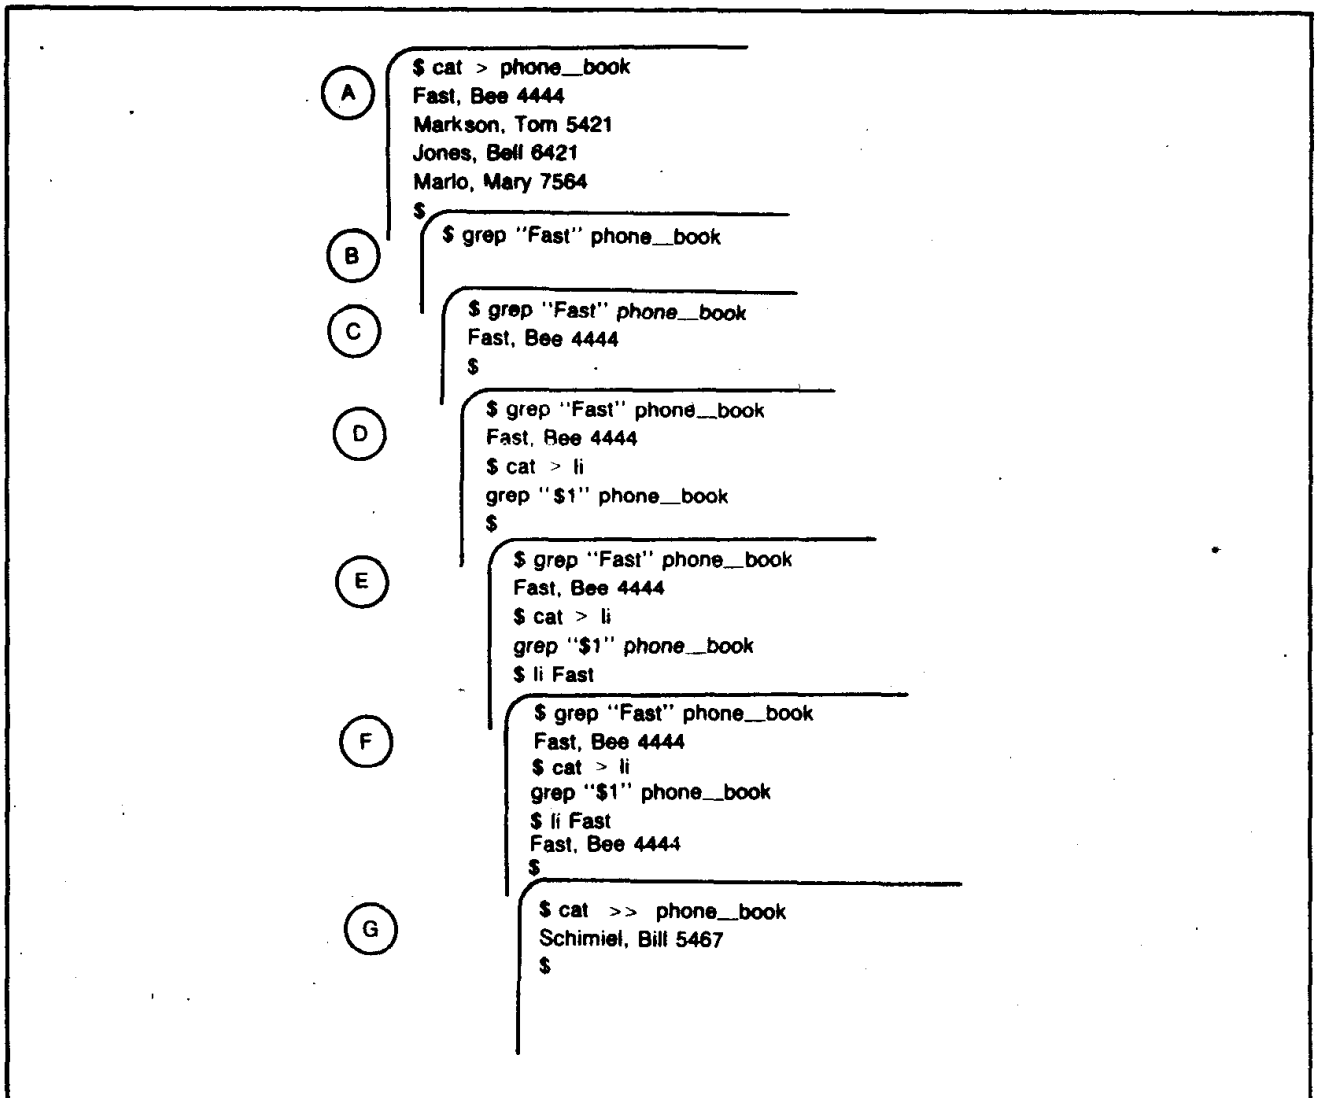 A
$ cat > phone__book
Fast, Bee 4444
Markson, Tom 5421
Jones, Bell 6421
Marlo, Mary 7564
$
B
$ grep "Fast" phone__book
C
$ grep "Fast" phone__book
Fast, Bee 4444
$
D
$ grep "Fast" phone__book
Fast, Bee 4444
$ cat > li
grep "$1" phone__book
$
E
$ grep "Fast" phone__book
Fast, Bee 4444
$ cat > li
grep "$1" phone__book
$ li Fast
F
$ grep "Fast" phone__book
Fast, Bee 4444
$ cat > li
grep "$1" phone__book
$ li Fast
Fast, Bee 4444
$
G
$ cat >> phone__book
Schimiel, Bill 5467
$